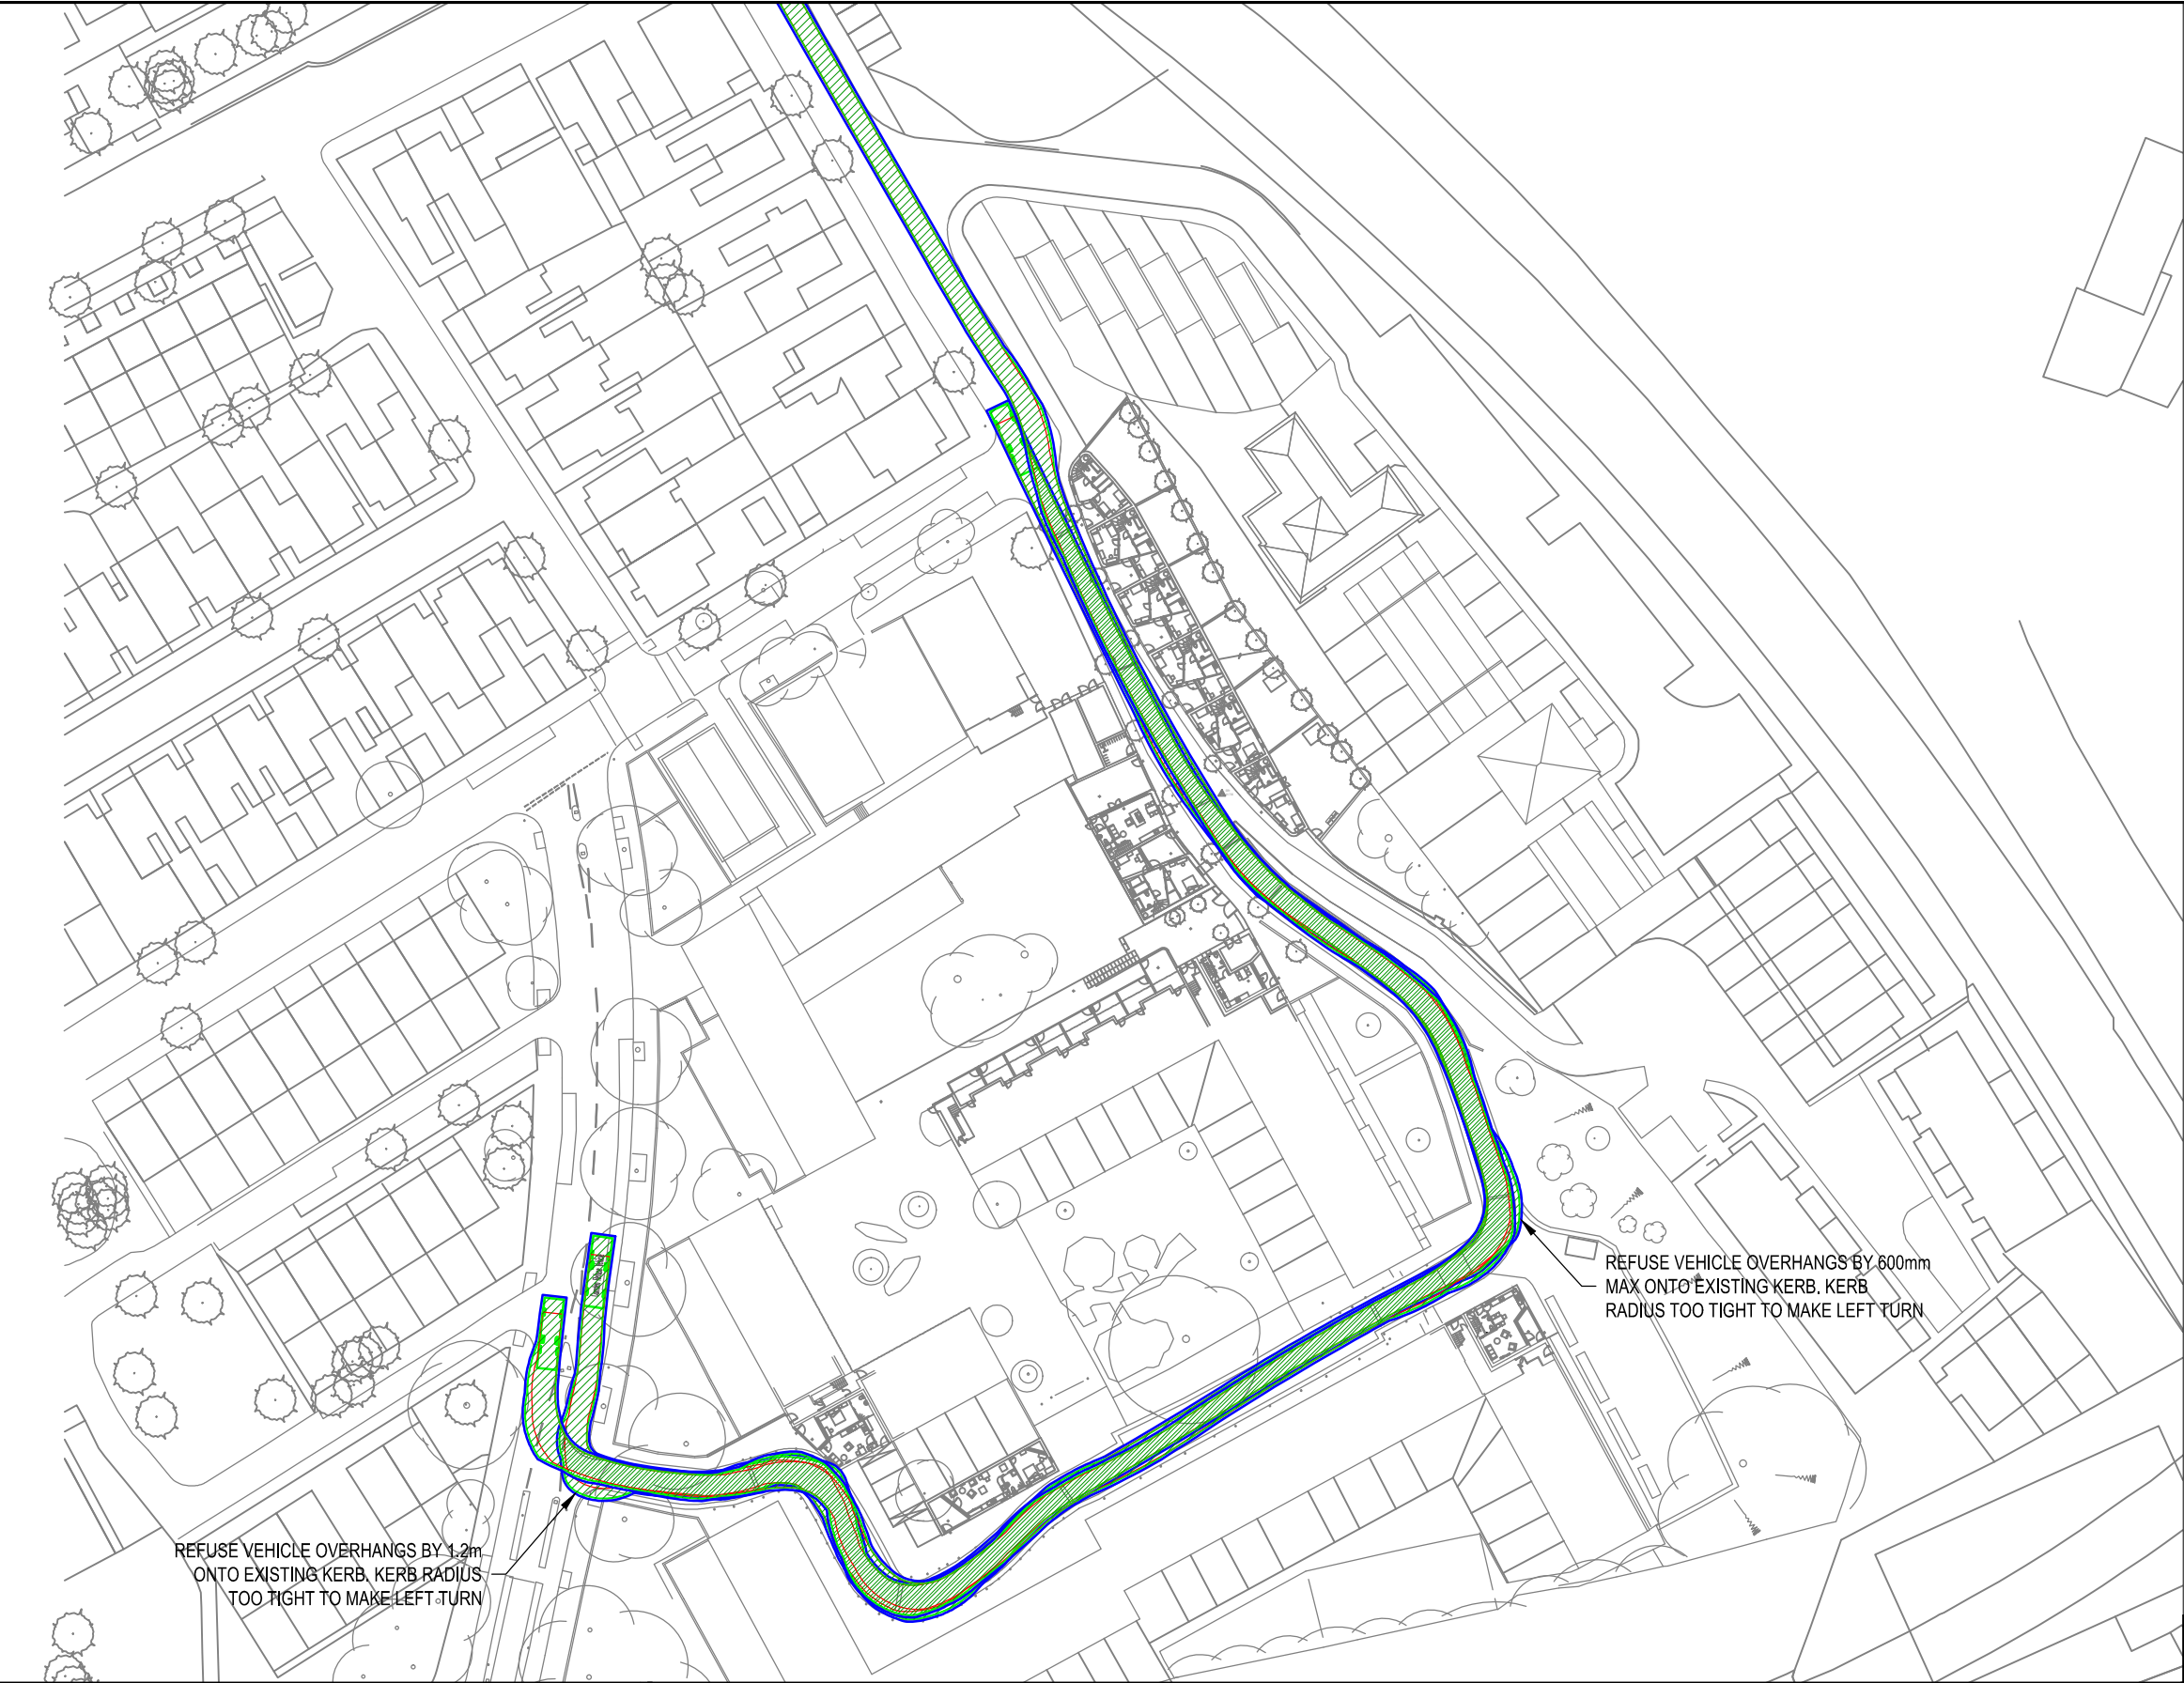 REFUSE VEHICLE OVERHANGS BY 600mm
MAX ONTO EXISTING KERB, KERB
RADIUS TOO TIGHT TO MAKE LEFT TURN
REFUSE VEHICLE OVERHANGS BY 1.2m
ONTO EXISTING KERB, KERB RADIUS
TOO TIGHT TO MAKE LEFT TURN